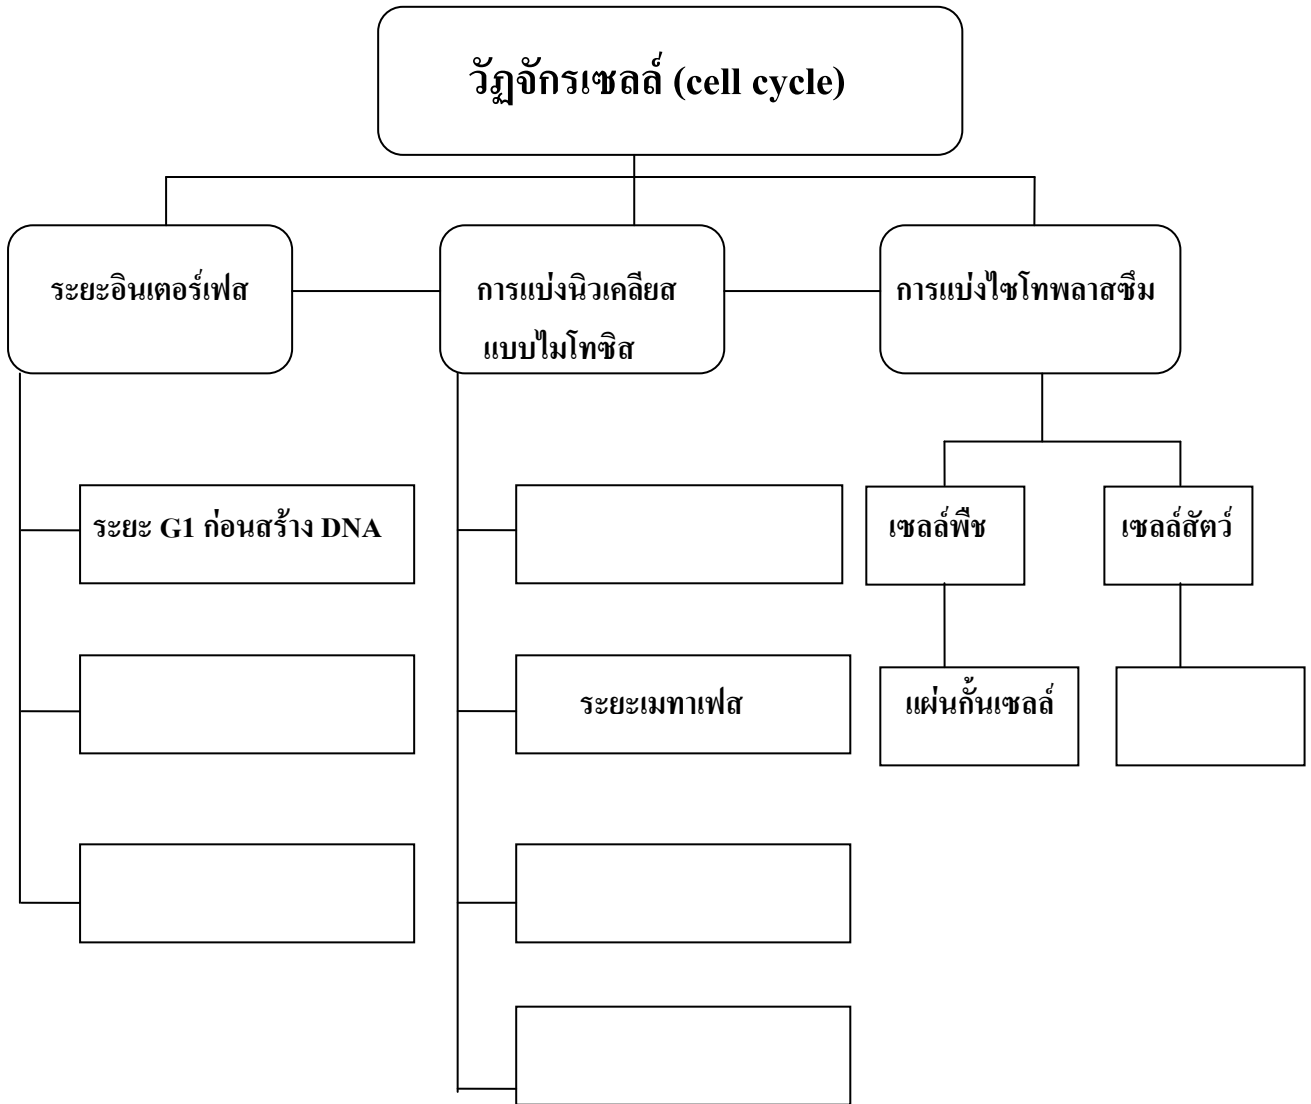 วัฏจักรเซลล์ (cell cycle)
ระยะอินเตอร์เฟส
การแบ่งนิวเคลียส
แบบไมโทซิส
การแบ่งไซโทพลาสซึม
ระยะ G1 ก่อนสร้าง DNA
เซลล์พืช
เซลล์สัตว์
ระยะเมทาเฟส
แผ่นกั้นเซลล์